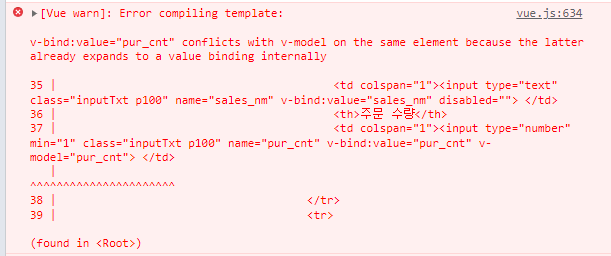 ▶[Vue warn]: Error compiling template: vue.js:634
v-bind:value="pur_cnt" conflicts with v-model on the same element because the latter
already expands to a value binding internally
35 | <td colspan="1"><input type="text"
class="inputTxt p100" name="sales_nm" v-bind:value="sales_nm" disabled=""> </td>
36 | <th>주문 수량</th>
37 | <td colspan="1"><input type="number"
min="1" class="inputTxt p100" name="pur_cnt" v-bind:value="pur_cnt" v-
model="pur_cnt"> </td>
|
^^^^^^^^^^^^^^^^^^^^^^
38 | </tr>
39 | <tr>
(found in <Root>)